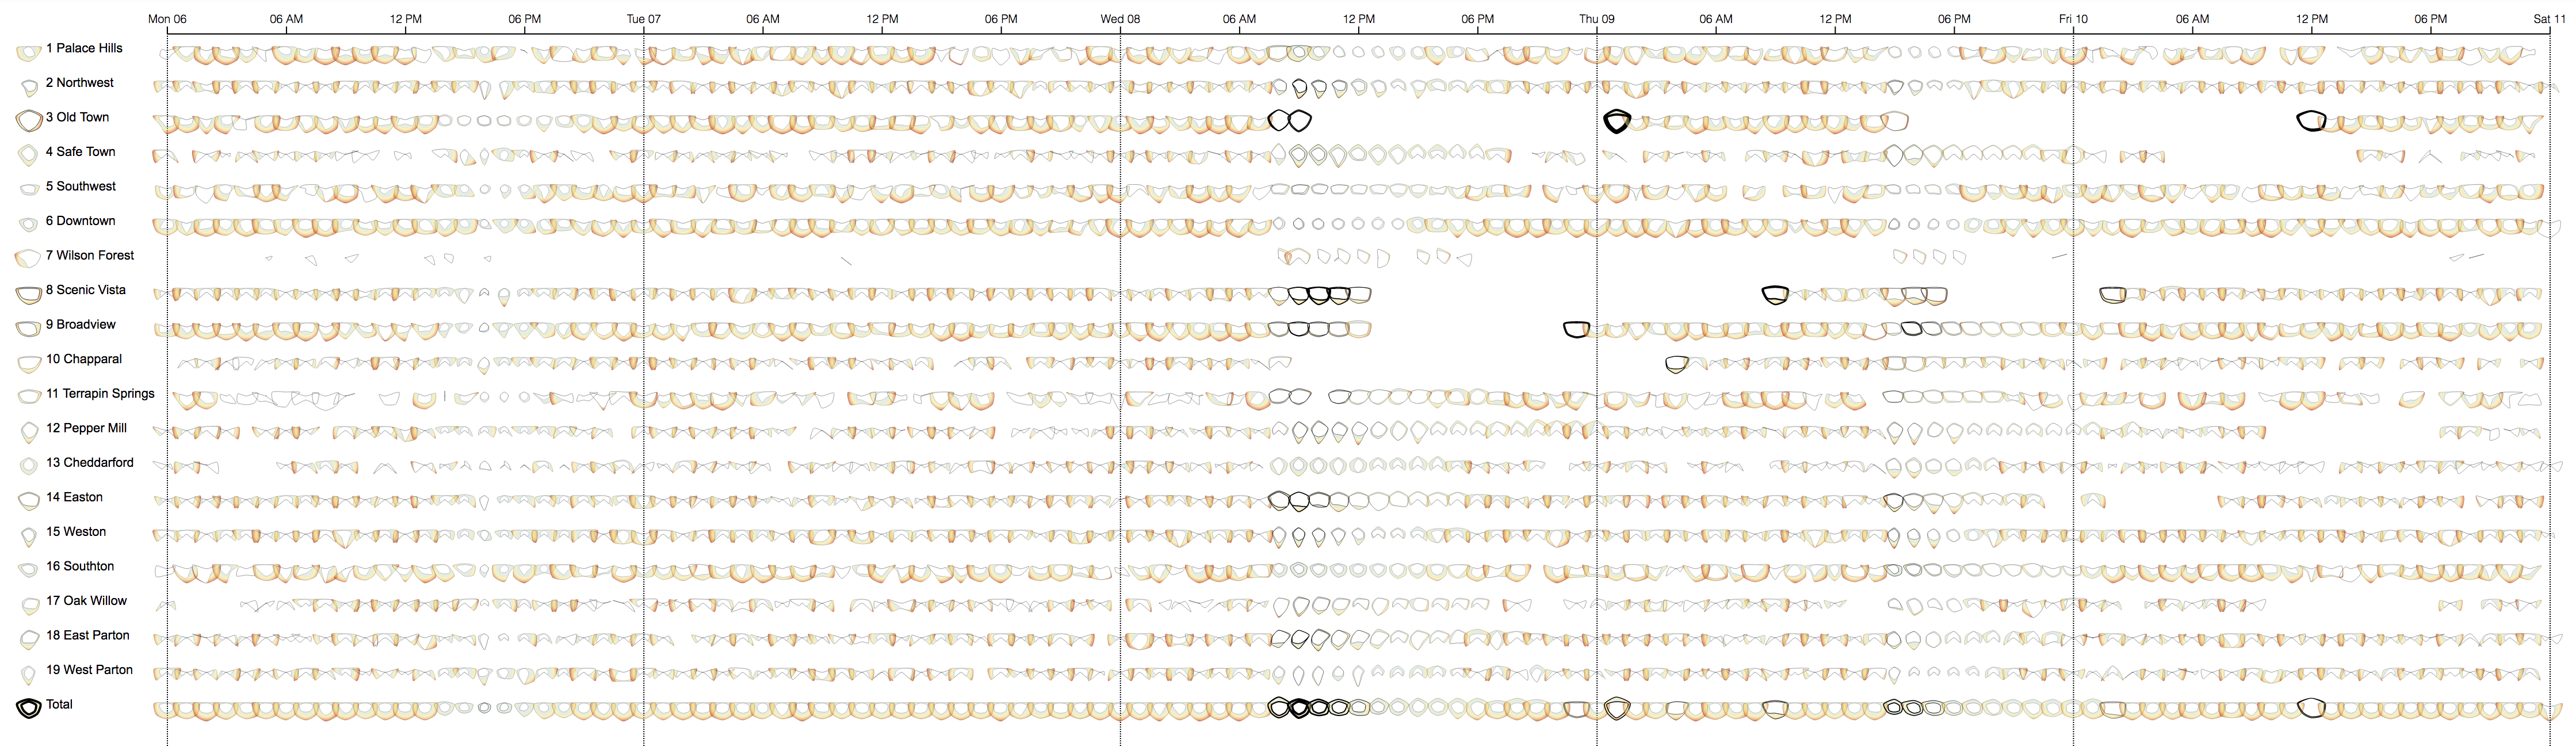 Mon 06 06 AM 12 PM 06 PM Tue 07 06 AM 12 PM 06 PM Wed 08 06 AM 12 PM 06 PM Thu 09 06 AM 12 PM 06 PM Fri 10 06 AM 12 PM 06 PM Sat 11
1 Palace Hills
2 Northwest
3 Old Town
4 Safe Town
5 Southwest
6 Downtown
7 Wilson Forest
8 Scenic Vista
9 Broadview
10 Chapparal
11 Terrapin Springs
12 Pepper Mill
13 Cheddarford
14 Easton
15 Weston
16 Southton
17 Oak Willow
18 East Parton
19 West Parton
Total